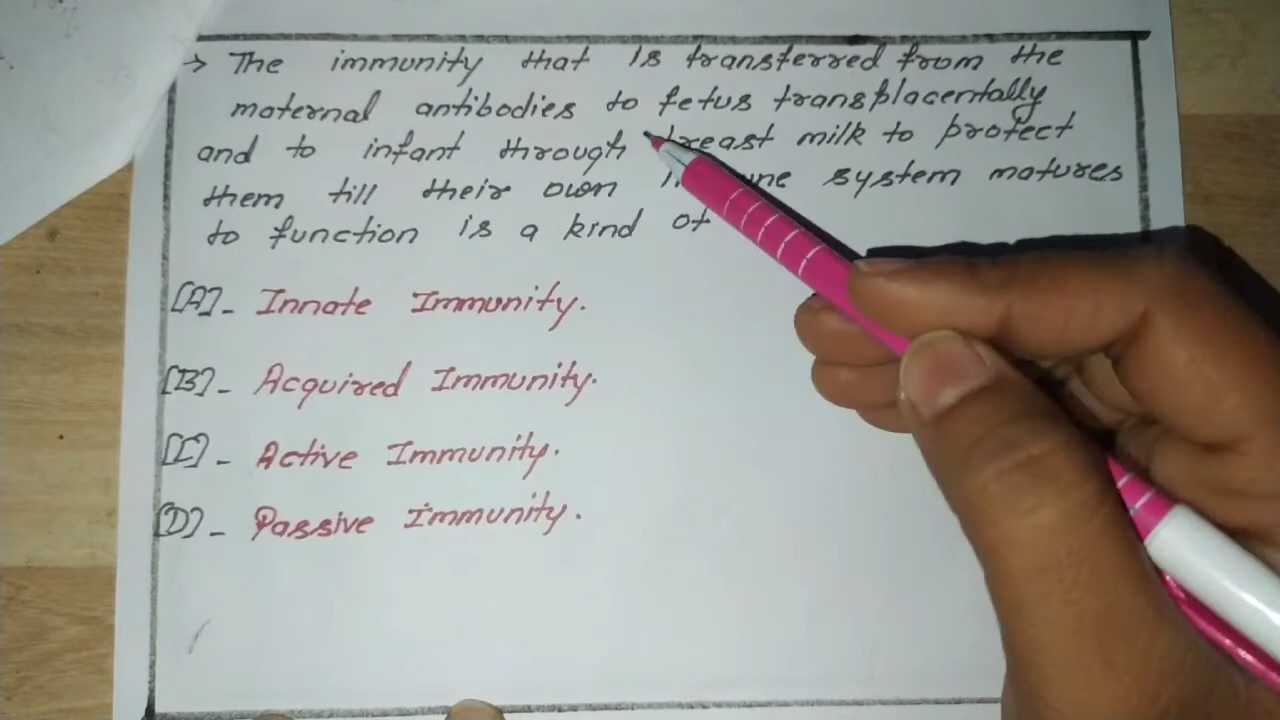 → The immunity that is transferred from the
maternal antibodies to fetus transplacentally
and to infant through breast milk to protect
them till their own system matures
to function is a kind of
[A]- Innate Immunity.
[B]- Acquired Immunity.
[C]- Active Immunity.
[D]- Passive Immunity.